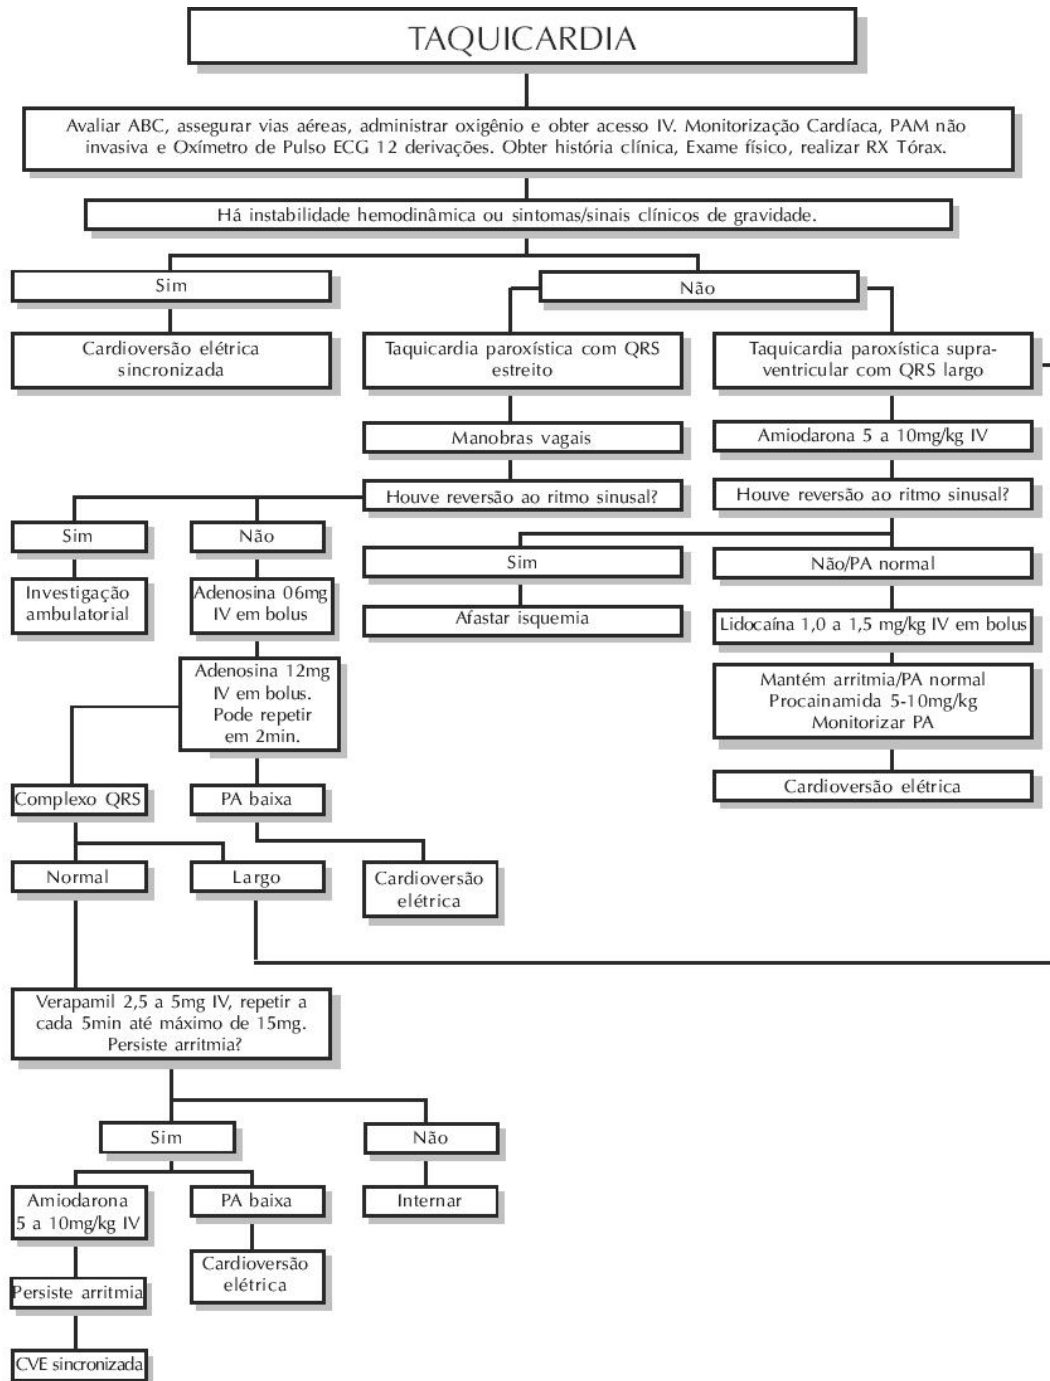 TAQUICARDIA
Avaliar ABC, assegurar vias aéreas, administrar oxigênio e obter acesso IV. Monitorização Cardíaca, PAM não
invasiva e Oxímetro de Pulso ECG 12 derivações. Obter história clínica, Exame físico, realizar RX Tórax.
Há instabilidade hemodinâmica ou sintomas/sinais clínicos de gravidade.
Sim
Não
Cardioversão elétrica
sincronizada
Taquicardia paroxística com QRS
estreito
Taquicardia paroxística supra-
ventricular com QRS largo
Manobras vagais
Amiodarona 5 a 10mg/kg IV
Houve reversão ao ritmo sinusal?
Houve reversão ao ritmo sinusal?
Sim
Não
Sim
Não/PA normal
Investigação
ambulatorial
Adenosina 06mg
IV em bolus
Afastar isquemia
Lidocaína 1,0 a 1,5 mg/kg IV em bolus
Adenosina 12mg
IV em bolus.
Pode repetir
em 2min.
Mantém arritmia/PA normal
Procainamida 5-10mg/kg
Monitorizar PA
Complexo QRS
PA baixa
Cardioversão elétrica
Normal
Largo
Cardioversão
elétrica
Verapamil 2,5 a 5mg IV, repetir a
cada 5min até máximo de 15mg.
Persiste arritmia?
Sim
Não
Amiodarona
5 a 10mg/kg IV
PA baixa
Internar
Cardioversão
elétrica
Persiste arritmia
CVE sincronizada